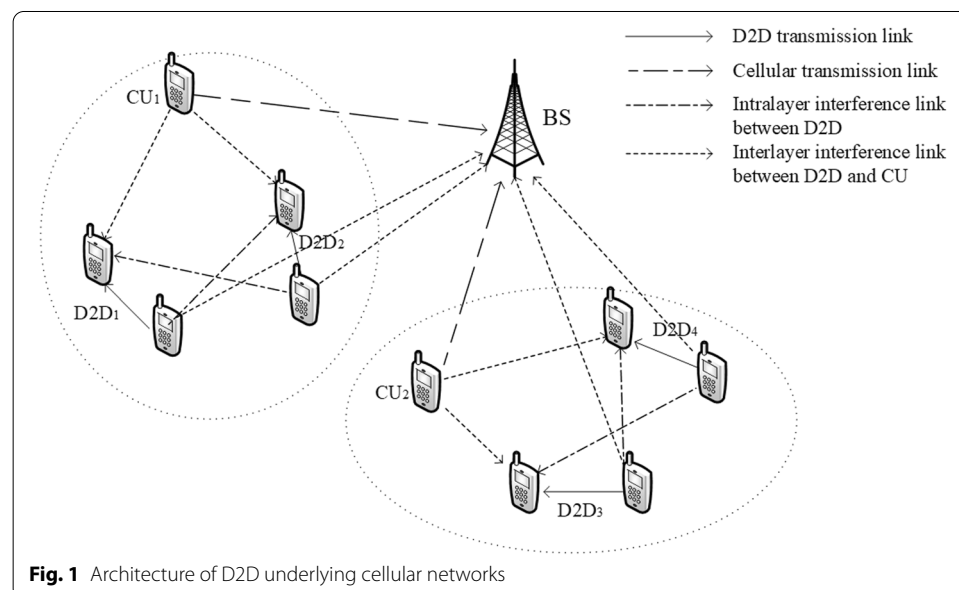 D2D transmission link
Cellular transmission link
Intralayer interference link
between D2D
Interlayer interference link
between D2D and CU
CU1
BS
D2D2
D2D1
D2D4
CU2
D2D3
Fig. 1 Architecture of D2D underlying cellular networks